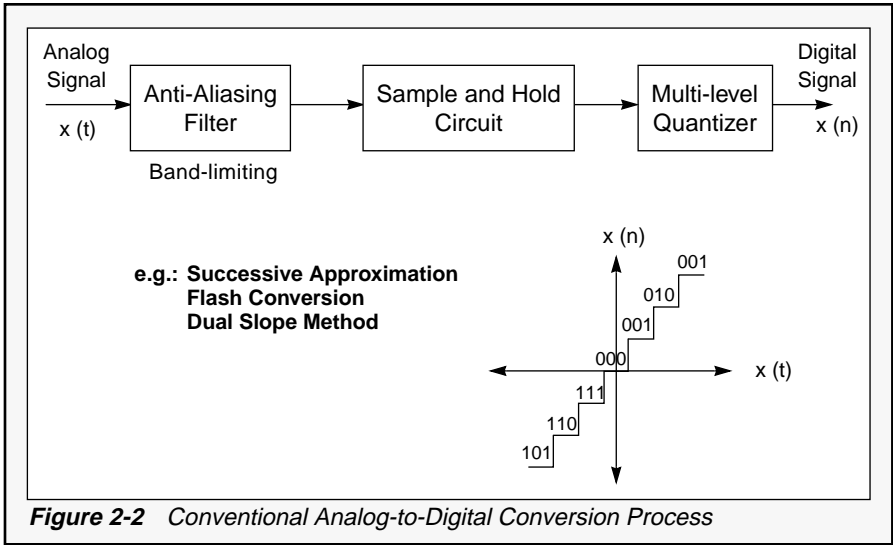 Analog
Signal
x (t)
Anti-Aliasing
Filter
Band-limiting
Sample and Hold
Circuit
Multi-level
Quantizer
Digital
Signal
x (n)
e.g.: Successive Approximation
Flash Conversion
Dual Slope Method
x (n)
001
010
001
000
x (t)
111
110
101
Figure 2-2 Conventional Analog-to-Digital Conversion Process